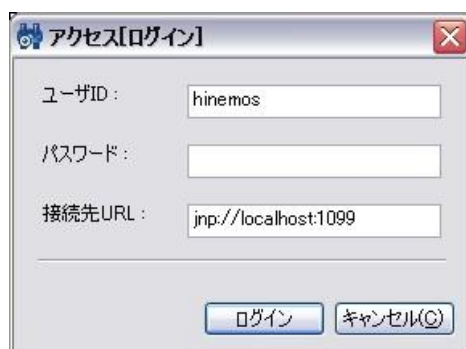 アクセス[ログイン]
ユーザID : hinemos
パスワード :
接続先URL : jnp://localhost:1099
ログイン キャンセル(C)